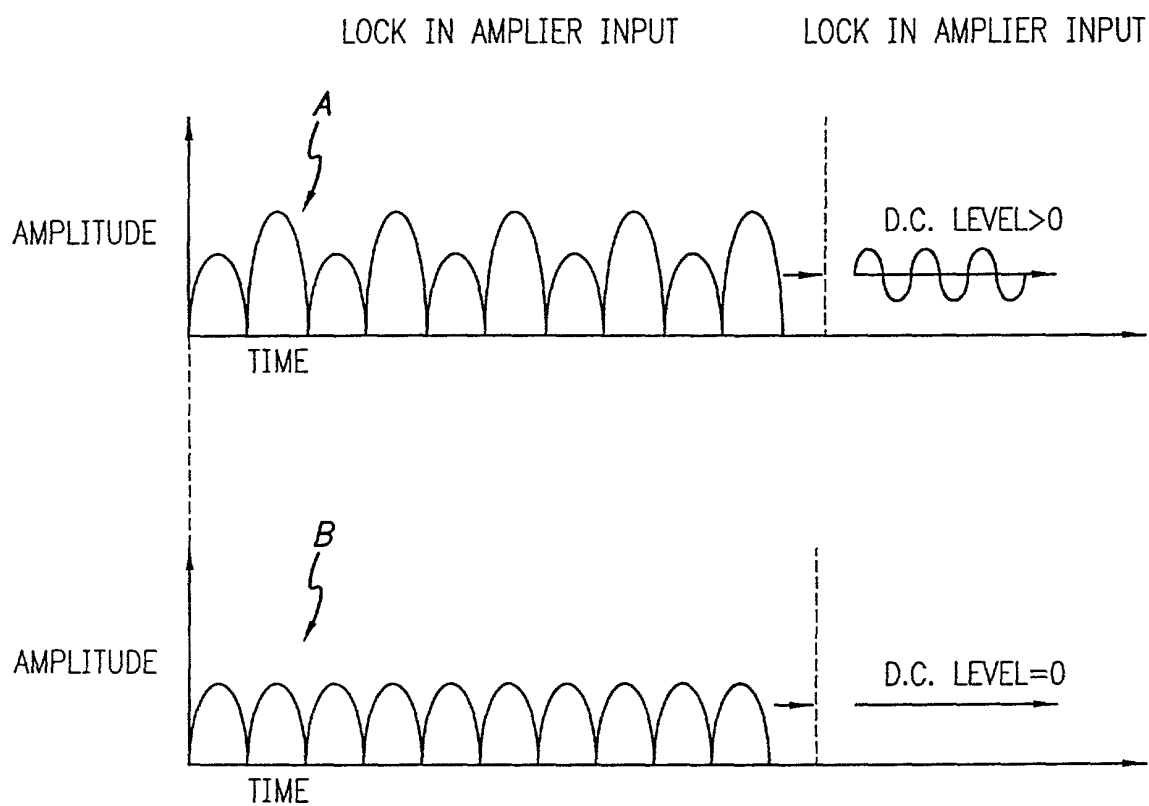 LOCK IN AMPLIER INPUT
LOCK IN AMPLIER INPUT
A
AMPLITUDE
D.C. LEVEL>0
TIME
B
AMPLITUDE
D.C. LEVEL=0
TIME